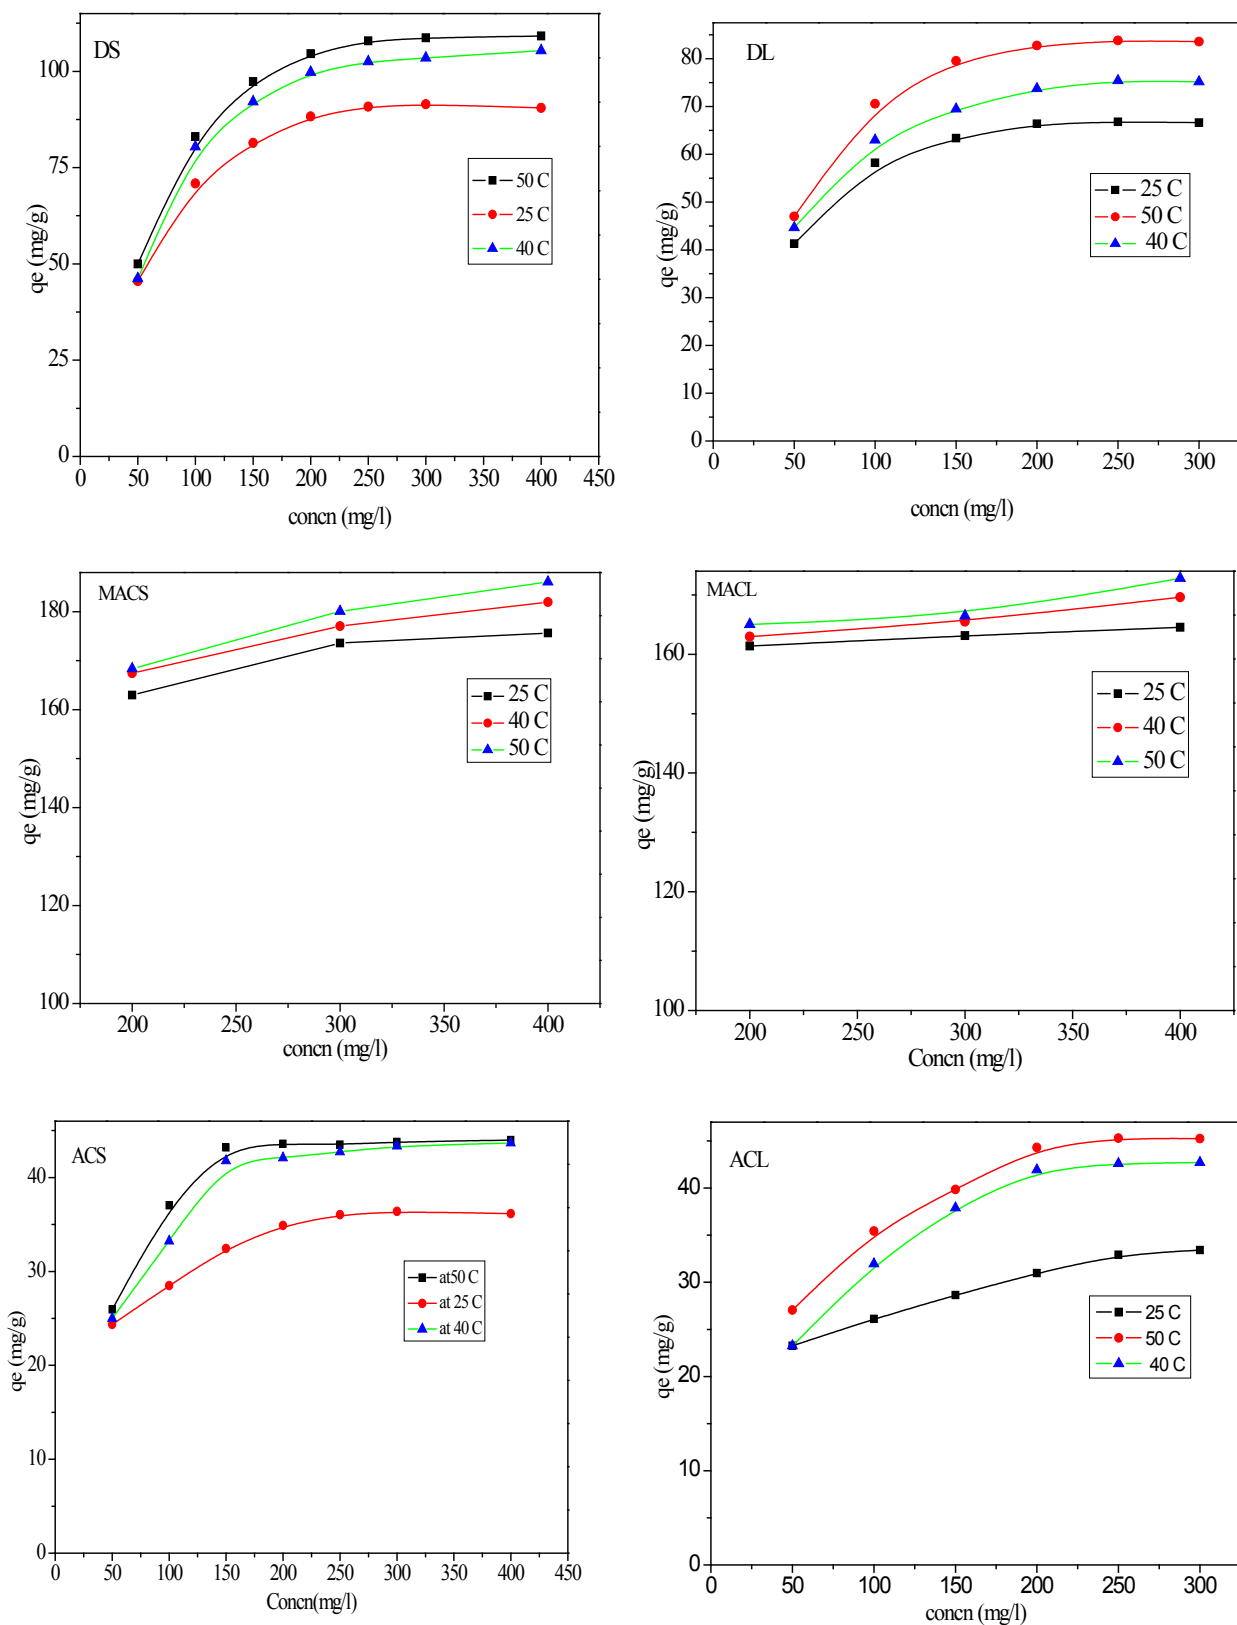 DS
qe (mg/g)
100
75
50
25
0
50 C
25 C
40 C
0 50 100 150 200 250 300 350 400 450
concn (mg/l)
DL
qe (mg/g)
80
70
60
50
40
30
20
10
0
25 C
50 C
40 C
0 50 100 150 200 250 300
concn (mg/l)
MACS
qe (mg/g)
180
160
140
120
100
25 C
40 C
50 C
200 250 300 350 400
concn (mg/l)
MACL
qe (mg/g)
160
140
120
100
25 C
40 C
50 C
200 250 300 350 400
Concn (mg/l)
ACS
qe (mg/g)
40
30
20
10
0
at50 C
at 25 C
at 40 C
0 50 100 150 200 250 300 350 400 450
Concn(mg/l)
ACL
qe (mg/g)
40
30
20
10
0
25 C
50 C
40 C
0 50 100 150 200 250 300
concn (mg/l)